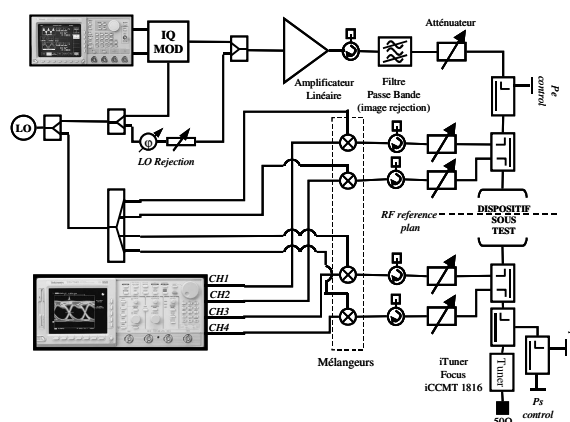 IQ
MOD
Amplificateur
Linéaire
Filtre
Passe Bande
(image rejection)
Atténuateur
Pe
control
LO
φ
LO Rejection
RF reference
plan
DISPOSITIF
SOUS
TEST
CH1
CH2
CH3
CH4
Mélangeurs
iTuner
Focus
iCCMT 1816
Tuner
50Ω
Ps
control